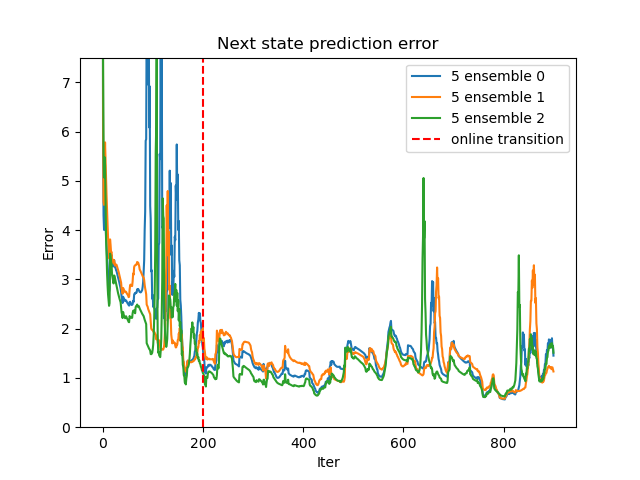 Next state prediction error
5 ensemble 0
5 ensemble 1
5 ensemble 2
online transition
Error
7
6
5
4
3
2
1
0
0 200 400 600 800
Iter